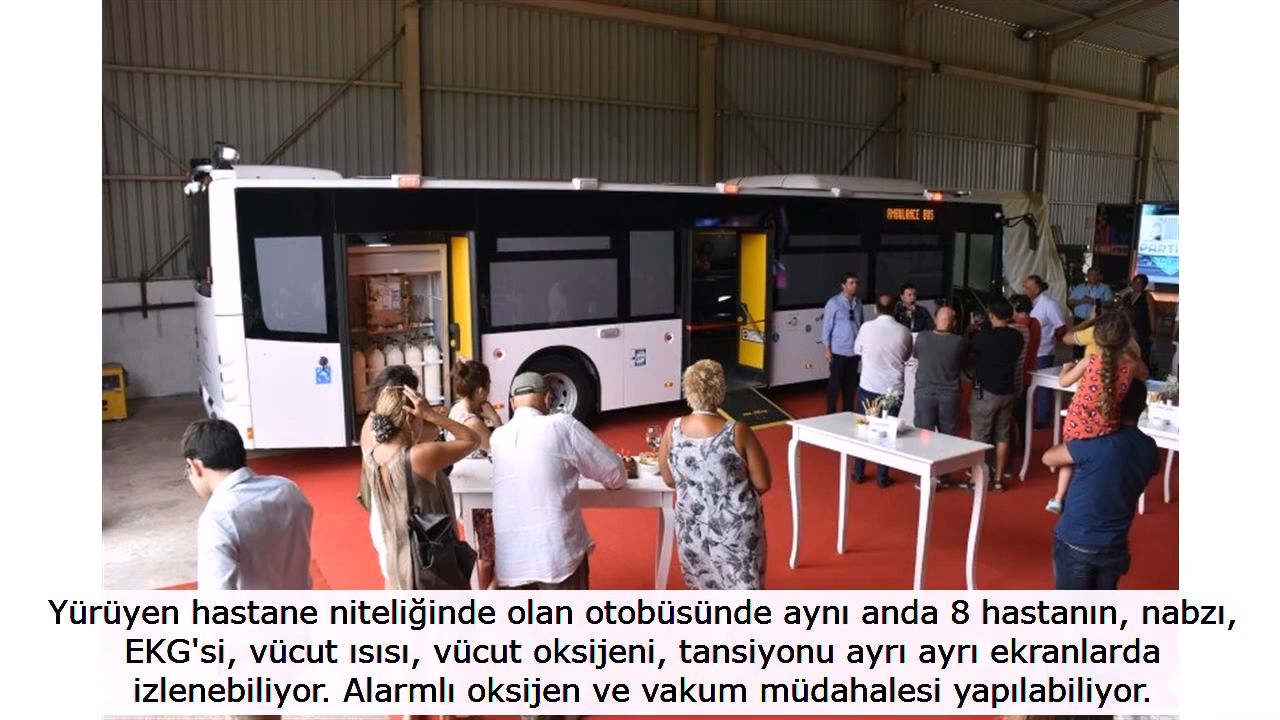 AMBULANCE BUS
PARTI
Yürüyen hastane niteliğinde olan otobüsünde aynı anda 8 hastanın, nabzı,
EKG'si, vücut ısısı, vücut oksijeni, tansiyonu ayrı ayrı ekranlarda
izlenebiliyor. Alarmlı oksijen ve vakum müdahalesi yapılabiliyor.